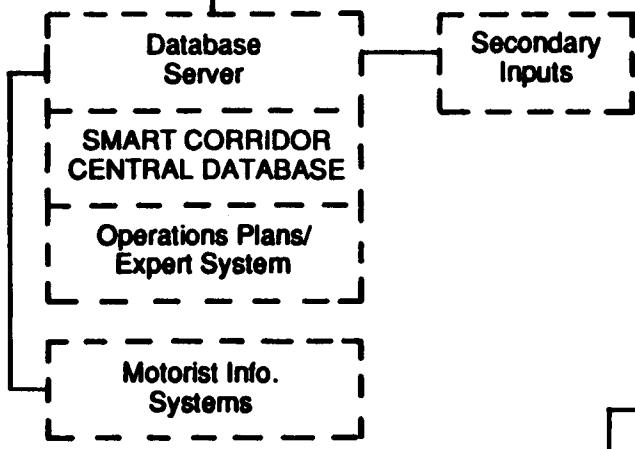 Database
Server
Secondary
Inputs
SMART CORRIDOR
CENTRAL DATABASE
Operations Plans/
Expert System
Motorist Info.
Systems